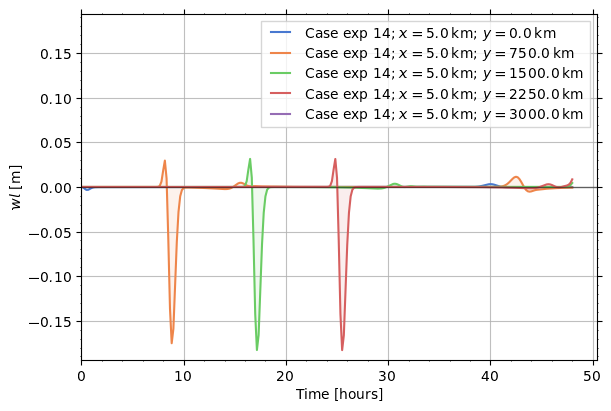 Case exp 14; x = 5.0 km; y = 0.0 km
Case exp 14; x = 5.0 km; y = 750.0 km
Case exp 14; x = 5.0 km; y = 1500.0 km
Case exp 14; x = 5.0 km; y = 2250.0 km
Case exp 14; x = 5.0 km; y = 3000.0 km
wl [m]
0.15
0.10
0.05
0.00
−0.05
−0.10
−0.15
0 10 20 30 40 50
Time [hours]